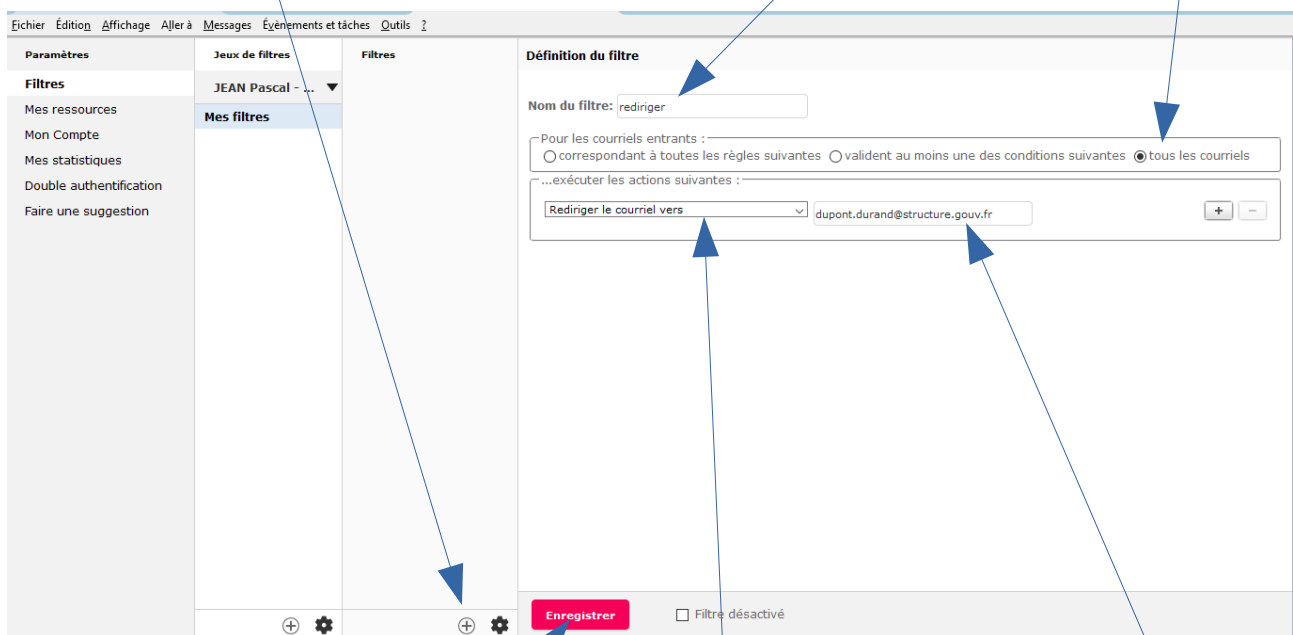 Fichier Édition Affichage Aller à Messages Évènements et tâches Outils ?
Paramètres
Filtres
Mes ressources
Mon Compte
Mes statistiques
Double authentification
Faire une suggestion
Jeux de filtres
JEAN Pascal - ...
Mes filtres
Filtres
Définition du filtre
Nom du filtre: rediriger
Pour les courriels entrants :
correspondant à toutes les règles suivantes valident au moins une des conditions suivantes tous les courriels
...exécuter les actions suivantes :
Rediriger le courriel vers dupont.durand@structure.gouv.fr + −
Enregistrer Filtre désactivé